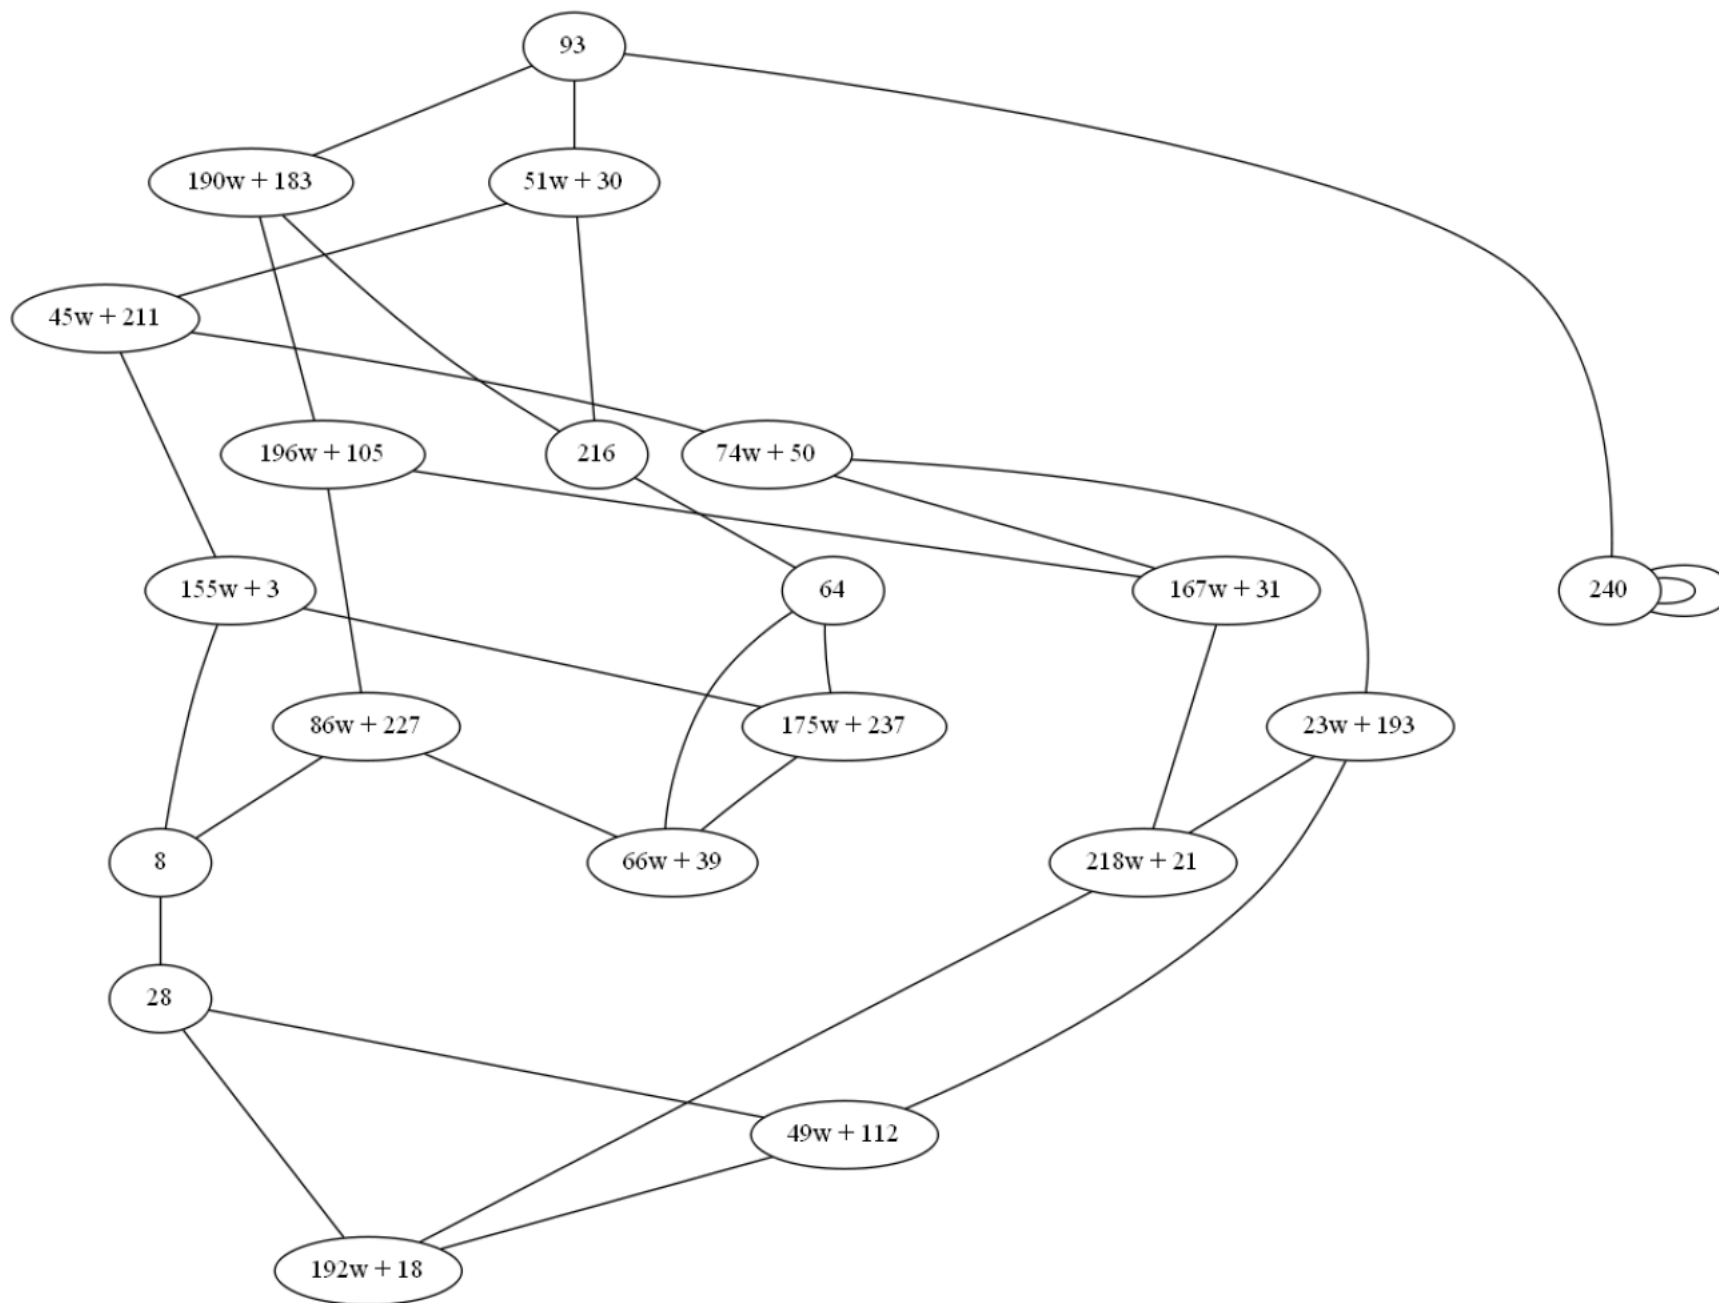 93
190w + 183
51w + 30
45w + 211
196w + 105
216
74w + 50
155w + 3
64
167w + 31
240
86w + 227
175w + 237
23w + 193
8
66w + 39
218w + 21
28
49w + 112
192w + 18